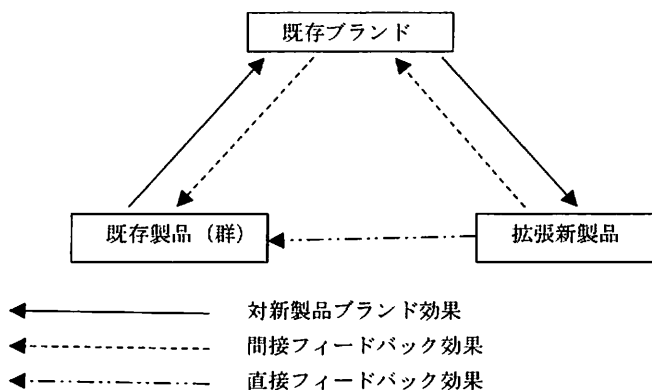 既存ブランド
既存製品（群）
拡張新製品
対新製品ブランド効果
間接フィードバック効果
直接フィードバック効果